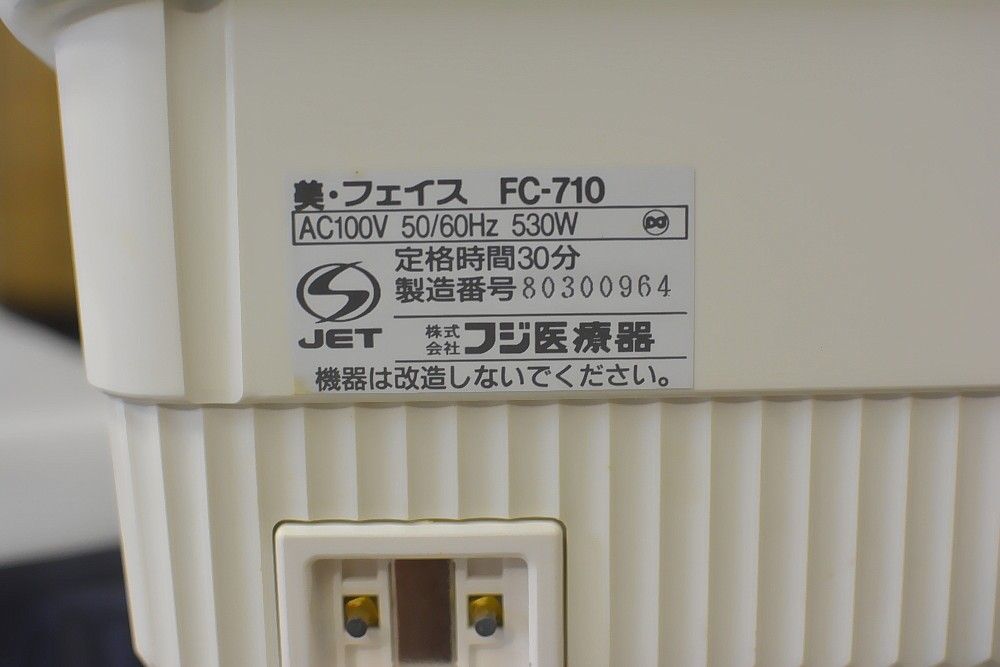 美・フェイス FC-710
AC100V 50/60Hz 530W
定格時間30分
製造番号80300964
JET
株式会社フジ医療器
機器は改造しないでください。